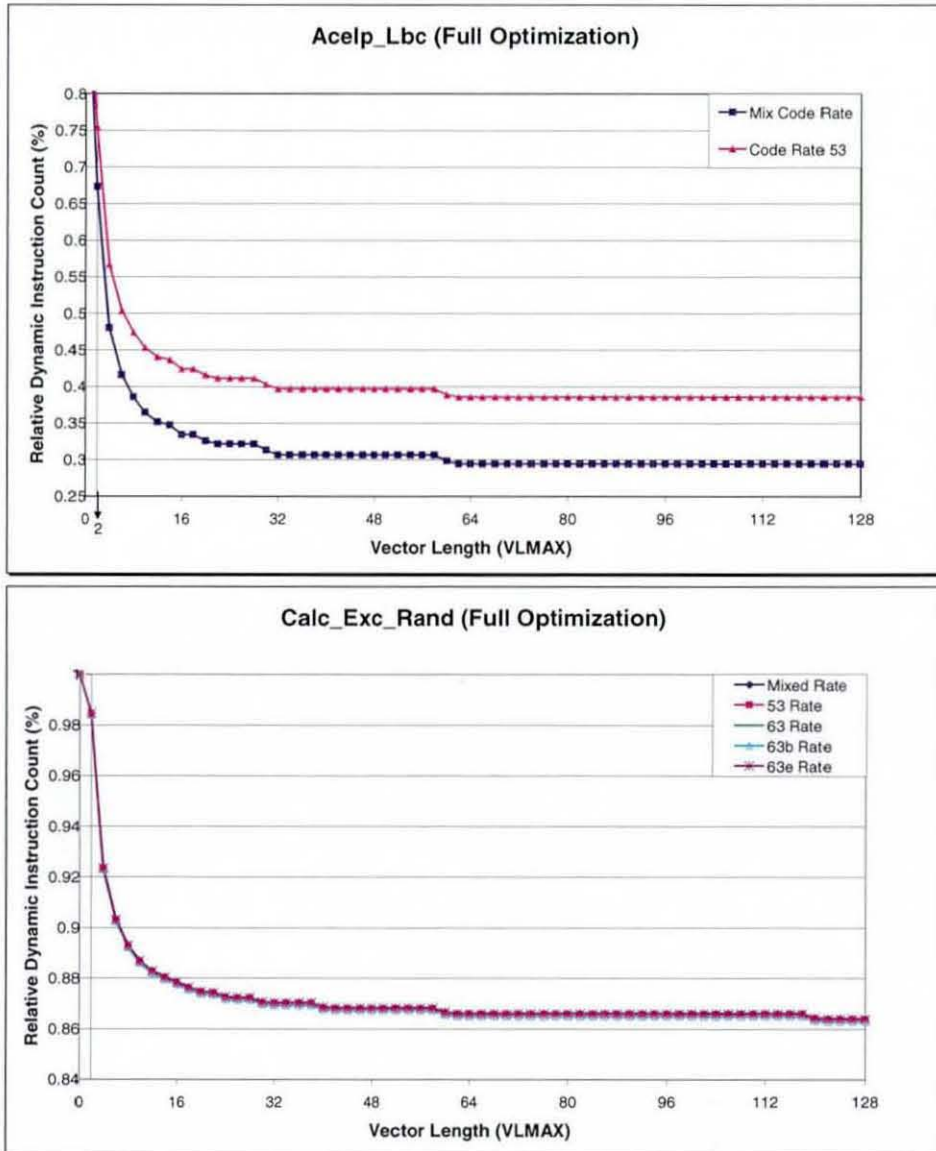 Acelp_Lbc (Full Optimization)
Relative Dynamic Instruction Count (%)
0.8
0.75
0.7
0.65
0.6
0.55
0.5
0.45
0.4
0.35
0.3
0.25
Mix Code Rate
Code Rate 53
0 2 16 32 48 64 80 96 112 128
Vector Length (VLMAX)
Calc_Exc_Rand (Full Optimization)
Relative Dynamic Instruction Count (%)
0.98
0.96
0.94
0.92
0.9
0.88
0.86
0.84
Mixed Rate
53 Rate
63 Rate
63b Rate
63e Rate
0 16 32 48 64 80 96 112 128
Vector Length (VLMAX)